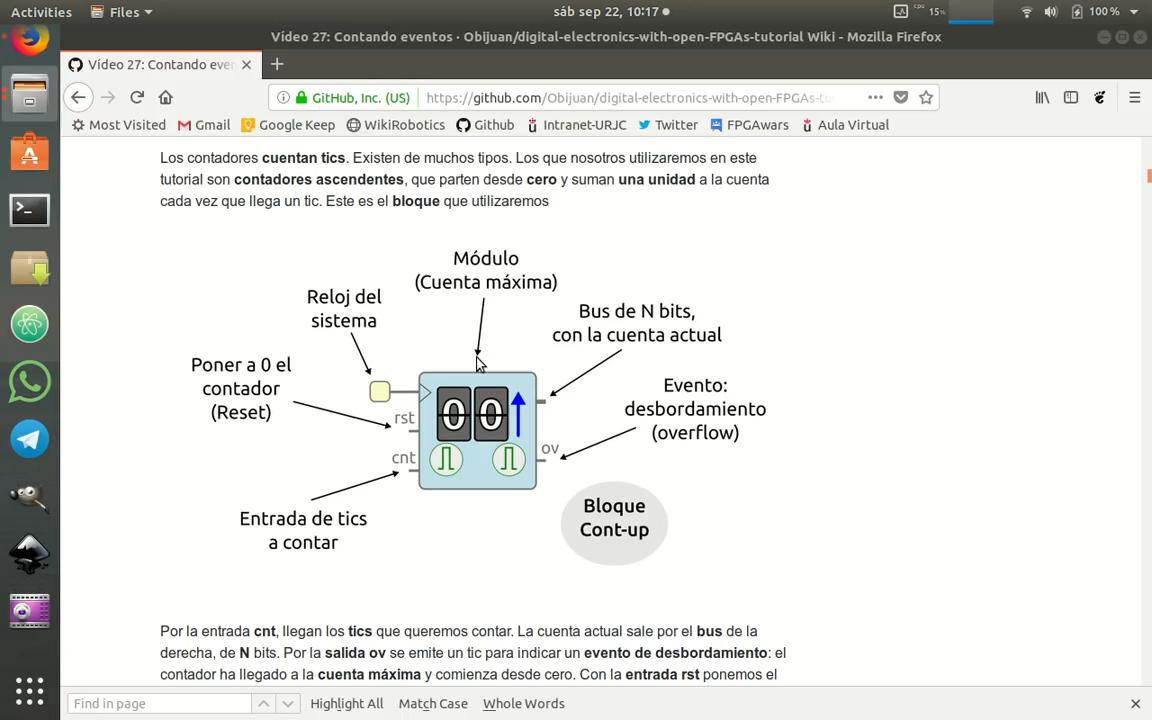 Activities
Files
sáb sep 22, 10:17
cpu 15%
100 %
Vídeo 27: Contando eventos · Obijuan/digital-electronics-with-open-FPGAs-tutorial Wiki - Mozilla Firefox
Vídeo 27: Contando even
GitHub, Inc. (US)
https://github.com/Obijuan/digital-electronics-with-open-FPGAs-tu
Most Visited
Gmail
Google Keep
WikiRobotics
Github
Intranet-URJC
Twitter
FPGAwars
Aula Virtual
Los contadores cuentan tics. Existen de muchos tipos. Los que nosotros utilizaremos en este
tutorial son contadores ascendentes, que parten desde cero y suman una unidad a la cuenta
cada vez que llega un tic. Este es el bloque que utilizaremos
Módulo
(Cuenta máxima)
Reloj del
sistema
Bus de N bits,
con la cuenta actual
Poner a 0 el
contador
(Reset)
Evento:
desbordamiento
(overflow)
rst
00
cnt
ov
Entrada de tics
a contar
Bloque
Cont-up
Por la entrada cnt, llegan los tics que queremos contar. La cuenta actual sale por el bus de la
derecha, de N bits. Por la salida ov se emite un tic para indicar un evento de desbordamiento: el
contador ha llegado a la cuenta máxima y comienza desde cero. Con la entrada rst ponemos el
Find in page
Highlight All
Match Case
Whole Words